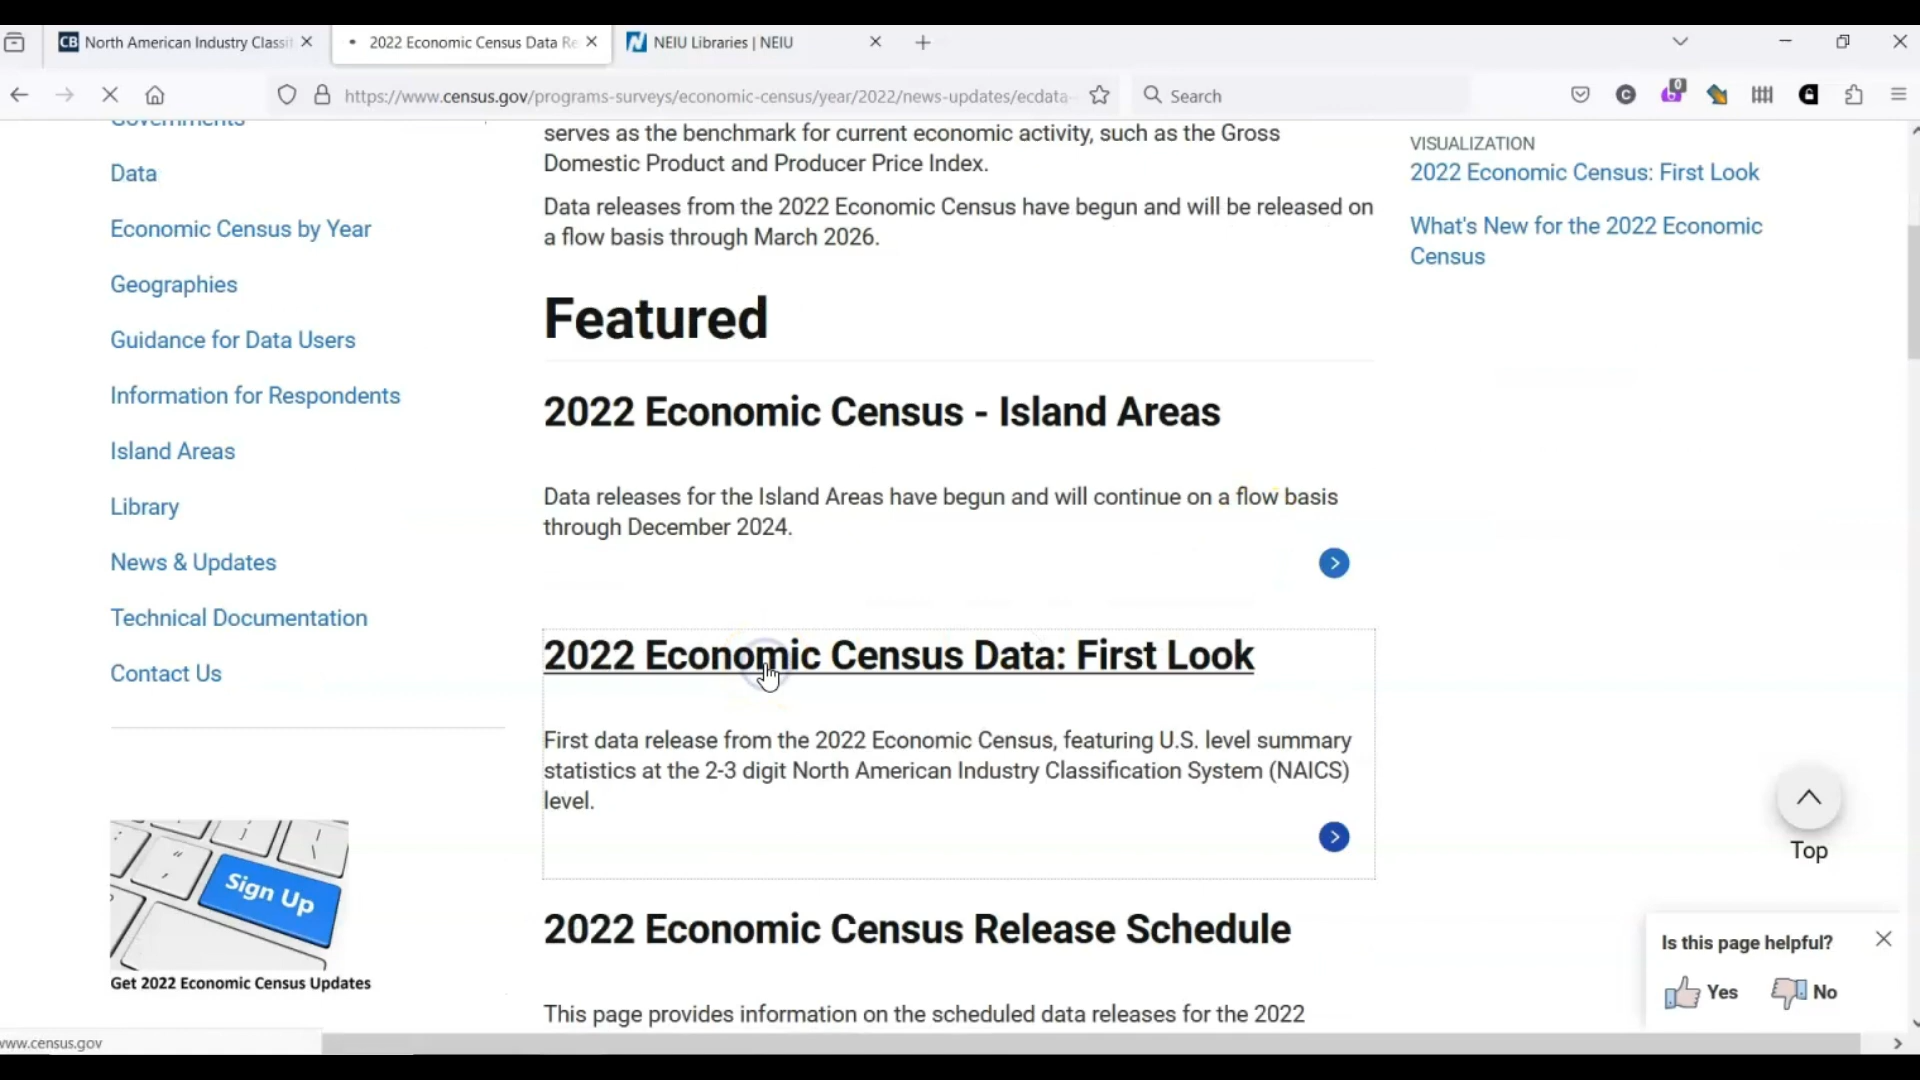 CB North American Industry Classif
2022 Economic Census Data Re
NEIU Libraries | NEIU
https://www.census.gov/programs-surveys/economic-census/year/2022/news-updates/ecdata-
Search
0
Governments
Data
Economic Census by Year
Geographies
Guidance for Data Users
Information for Respondents
Island Areas
Library
News & Updates
Technical Documentation
Contact Us
Sign Up
Get 2022 Economic Census Updates
serves as the benchmark for current economic activity, such as the Gross
Domestic Product and Producer Price Index.
Data releases from the 2022 Economic Census have begun and will be released on
a flow basis through March 2026.
Featured
2022 Economic Census - Island Areas
Data releases for the Island Areas have begun and will continue on a flow basis
through December 2024.
2022 Economic Census Data: First Look
First data release from the 2022 Economic Census, featuring U.S. level summary
statistics at the 2-3 digit North American Industry Classification System (NAICS)
level.
2022 Economic Census Release Schedule
This page provides information on the scheduled data releases for the 2022
VISUALIZATION
2022 Economic Census: First Look
What's New for the 2022 Economic
Census
Top
Is this page helpful?
Yes
No
www.census.gov